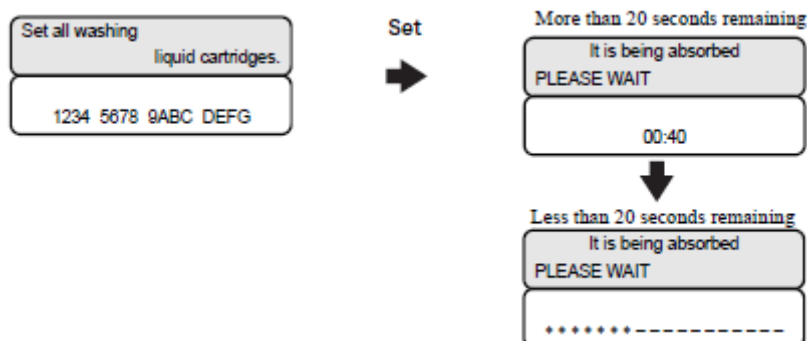 Set all washing
liquid cartridges.
1234 5678 9ABC DEFG
Set
More than 20 seconds remaining
It is being absorbed
PLEASE WAIT
00:40
Less than 20 seconds remaining
It is being absorbed
PLEASE WAIT
*******-----------